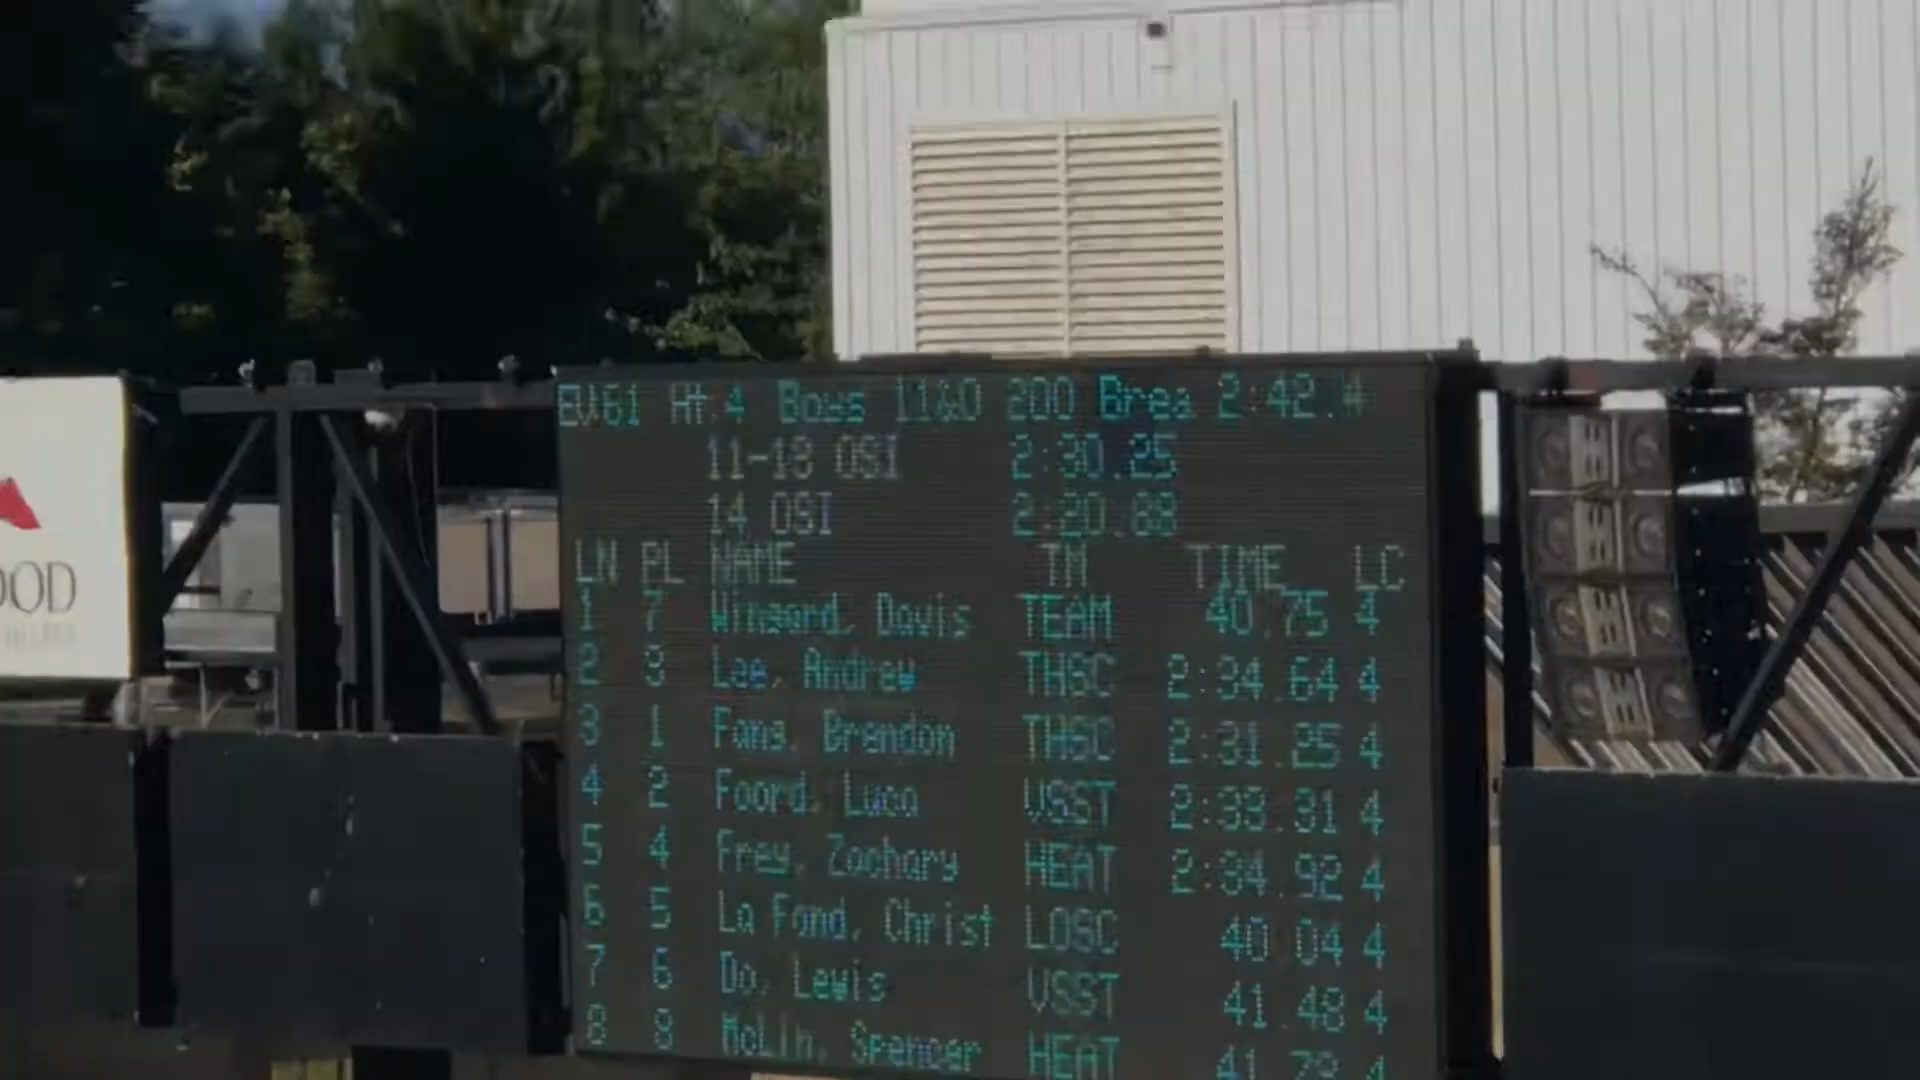 OOD
EV61 Ht.4 Boys 11&O 200 Brea 2:42.
11-13 OSI 2:30.25
14 OSI 2:20.88
LN PL NAME TM TIME LC
1 7 Wingard, Davis TEAM 40.75 4
2 3 Lee, Andrew THSC 2:34.64 4
3 1 Fang, Brendon THSC 2:31.25 4
4 2 Foord, Luca VSST 2:33.31 4
5 4 Frey, Zachary HEAT 2:34.92 4
6 5 La Fond, Christ LOSC 40.04 4
7 6 Do, Lewis VSST 41.48 4
8 8 Spencer HEAT 4